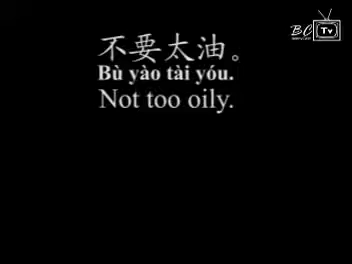 不要太油。
Bù yào tài yóu.
Not too oily.
BC
Tv